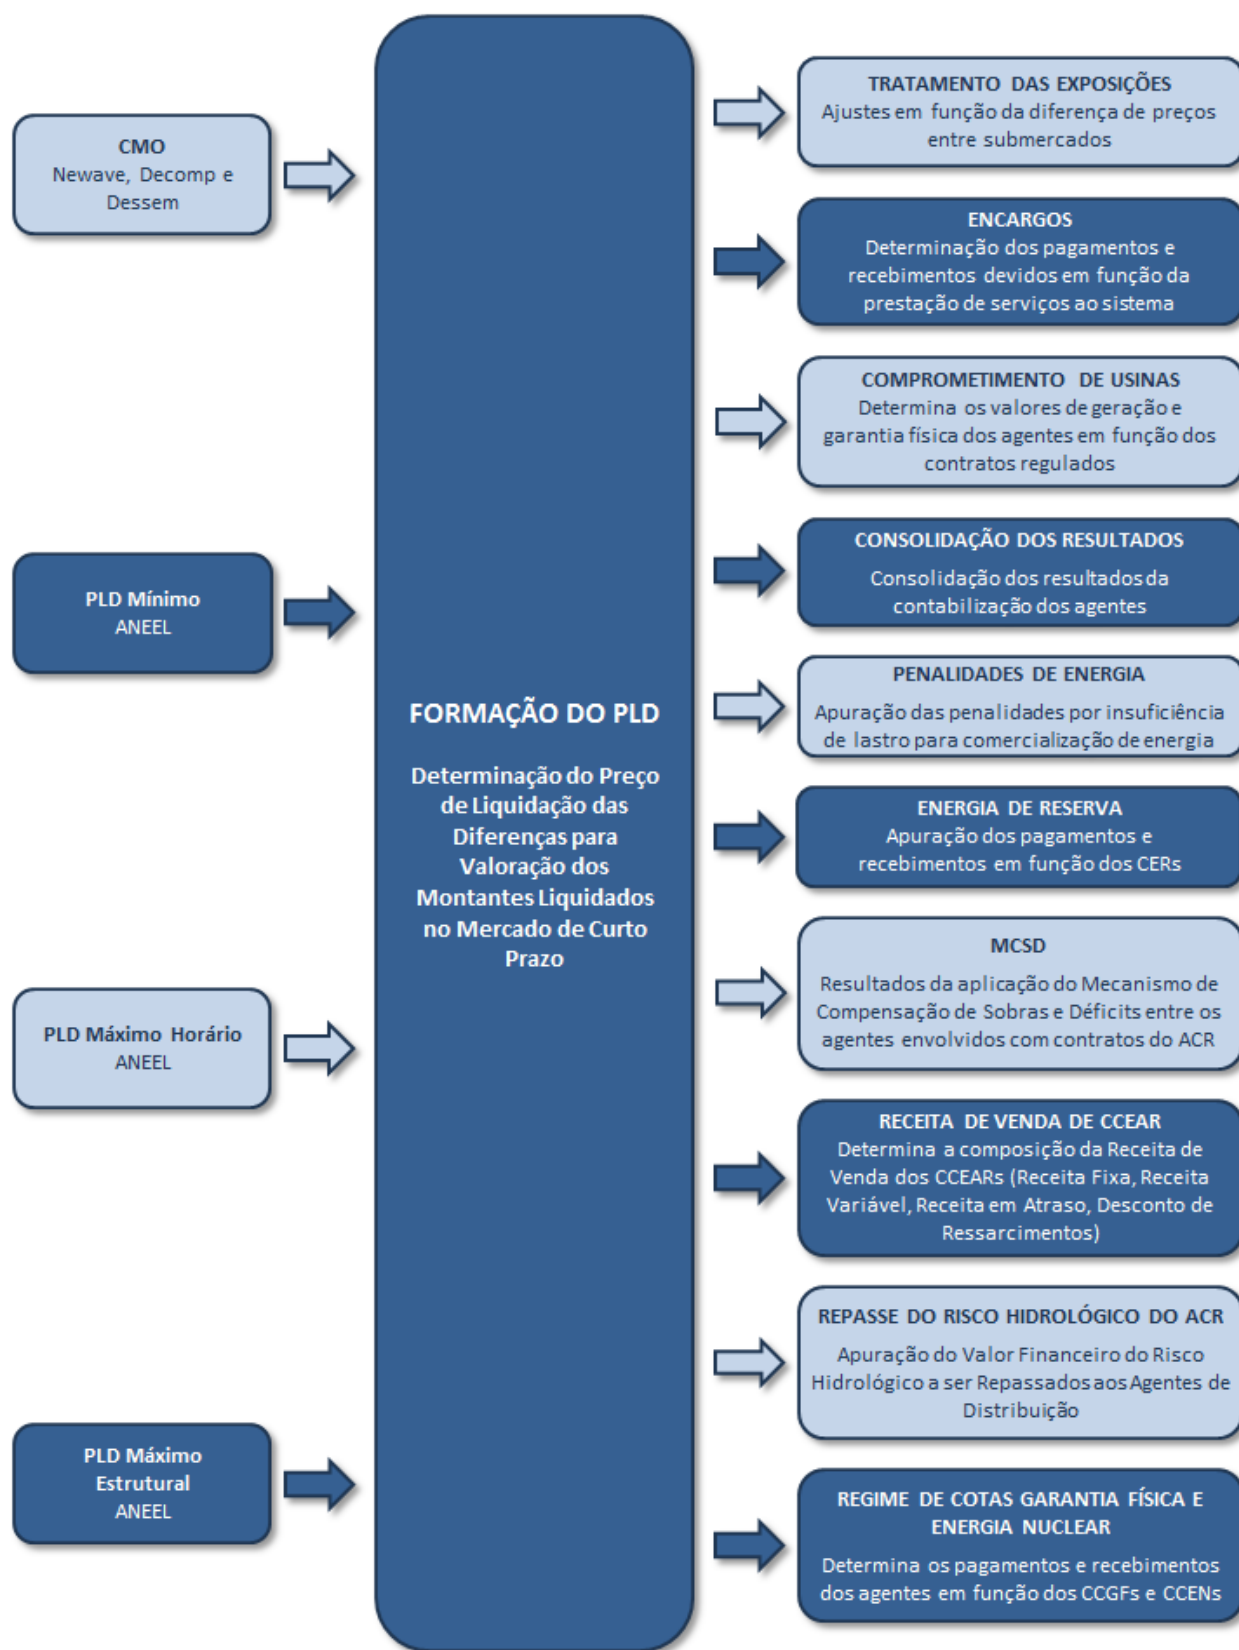 CMO
Newave, Decomp e
Dessem
PLD Mínimo
ANEEL
PLD Máximo Horário
ANEEL
PLD Máximo
Estrutural
ANEEL
FORMAÇÃO DO PLD
Determinação do Preço
de Liquidação das
Diferenças para
Valoração dos
Montantes Liquidados
no Mercado de Curto
Prazo
TRATAMENTO DAS EXPOSIÇÕES
Ajustes em função da diferença de preços
entre submercados
ENCARGOS
Determinação dos pagamentos e
recebimentos devidos em função da
prestação de serviços ao sistema
COMPROMETIMENTO DE USINAS
Determina os valores de geração e
garantia física dos agentes em função dos
contratos regulados
CONSOLIDAÇÃO DOS RESULTADOS
Consolidação dos resultados da
contabilização dos agentes
PENALIDADES DE ENERGIA
Apuração das penalidades por insuficiência
de lastro para comercialização de energia
ENERGIA DE RESERVA
Apuração dos pagamentos e
recebimentos em função dos CERs
MCSD
Resultados da aplicação do Mecanismo de
Compensação de Sobras e Déficits entre os
agentes envolvidos com contratos do ACR
RECEITA DE VENDA DE CCEAR
Determina a composição da Receita de
Venda dos CCEARs (Receita Fixa, Receita
Variável, Receita em Atraso, Desconto de
Ressarcimentos)
REPASSE DO RISCO HIDROLÓGICO DO ACR
Apuração do Valor Financeiro do Risco
Hidrológico a ser Repassados aos Agentes de
Distribuição
REGIME DE COTAS GARANTIA FÍSICA E
ENERGIA NUCLEAR
Determina os pagamentos e recebimentos
dos agentes em função dos CCGFs e CCENs